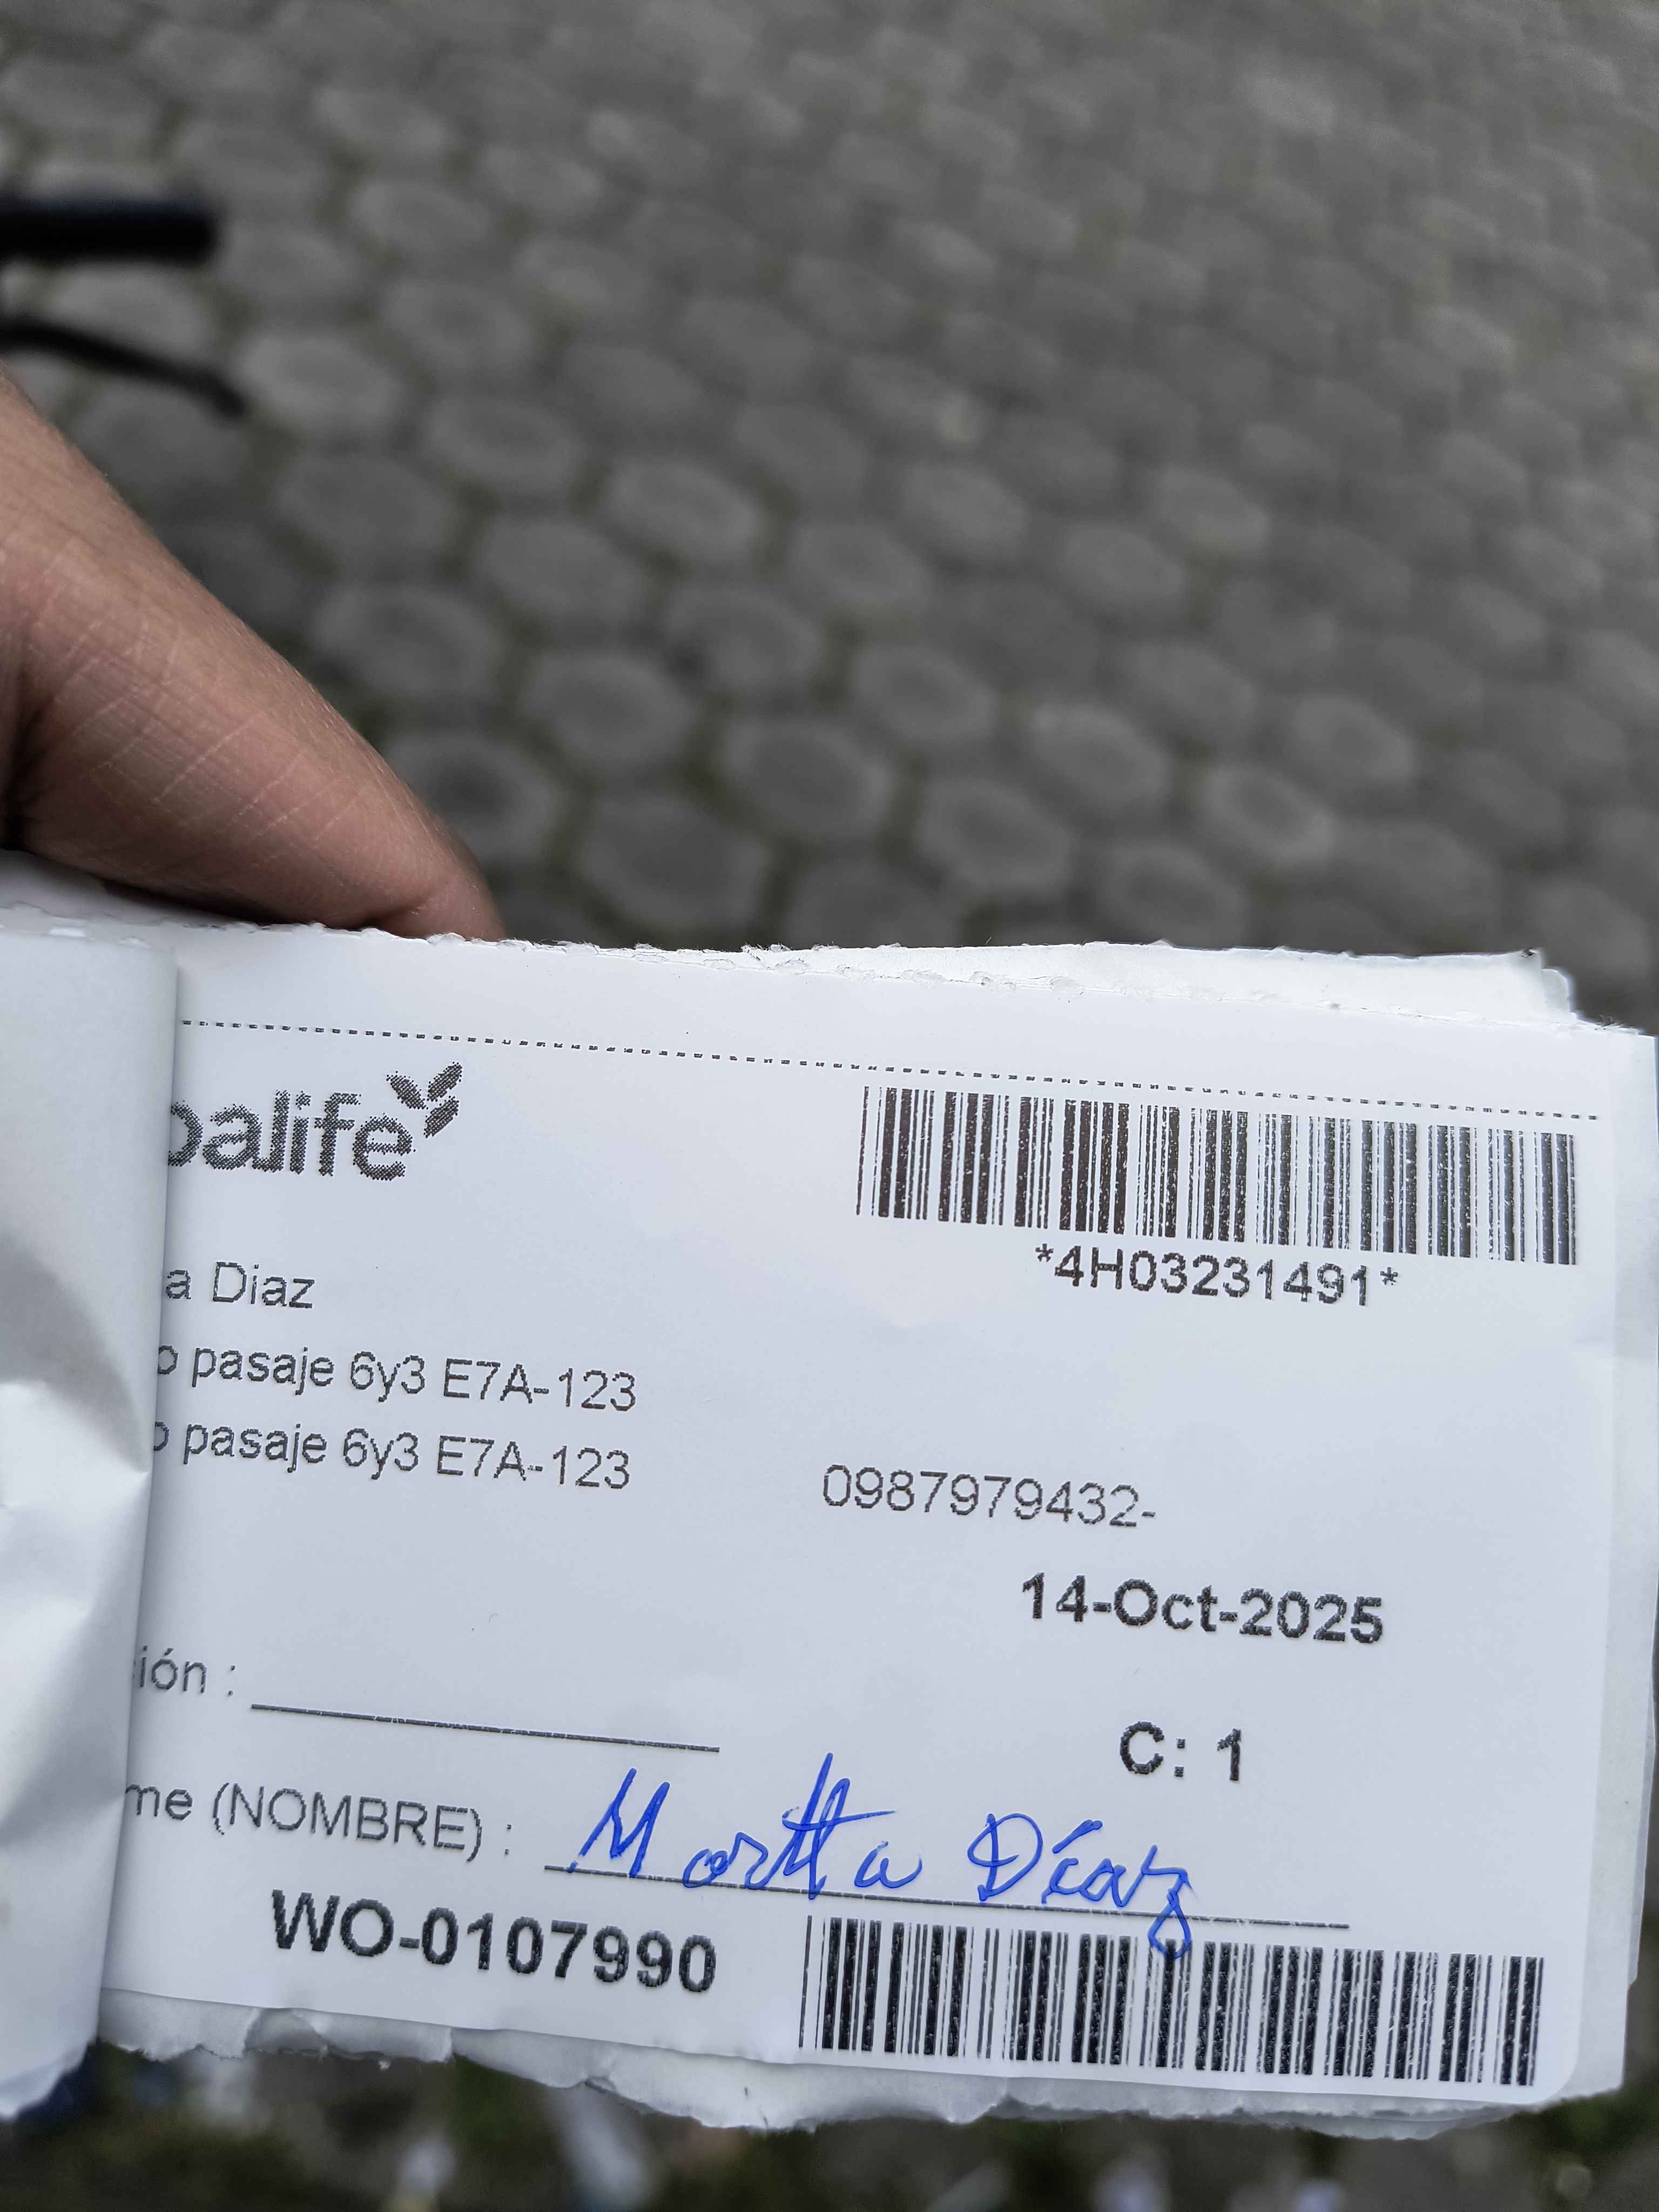 balife
*4H03231491*
a Diaz
o pasaje 6y3 E7A-123
o pasaje 6y3 E7A-123
0987979432-
14-Oct-2025
ión :
C: 1
me (NOMBRE) : Martha Díaz
WO-0107990